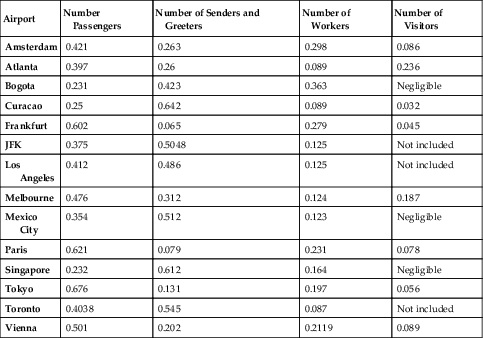 Airport Number Number of Senders and Number of Number of
Passengers Greeters Workers Visitors
Amsterdam 0.421 0.263 0.298 0.086
Atlanta 0.397 0.26 0.089 0.236
Bogota 0.231 0.423 0.363 Negligible
Curacao 0.25 0.642 0.089 0.032
Frankfurt 0.602 0.065 0.279 0.045
JFK 0.375 0.5048 0.125 Not included
Los 0.412 0.486 0.125 Not included
Angeles
Melbourne 0.476 0.312 0.124 0.187
Mexico 0.354 0.512 0.123 Negligible
City
Paris 0.621 0.079 0.231 0.078
Singapore 0.232 0.612 0.164 Negligible
Tokyo 0.676 0.131 0.197 0.056
Toronto 0.4038 0.545 0.087 Not included
Vienna 0.501 0.202 0.2119 0.089